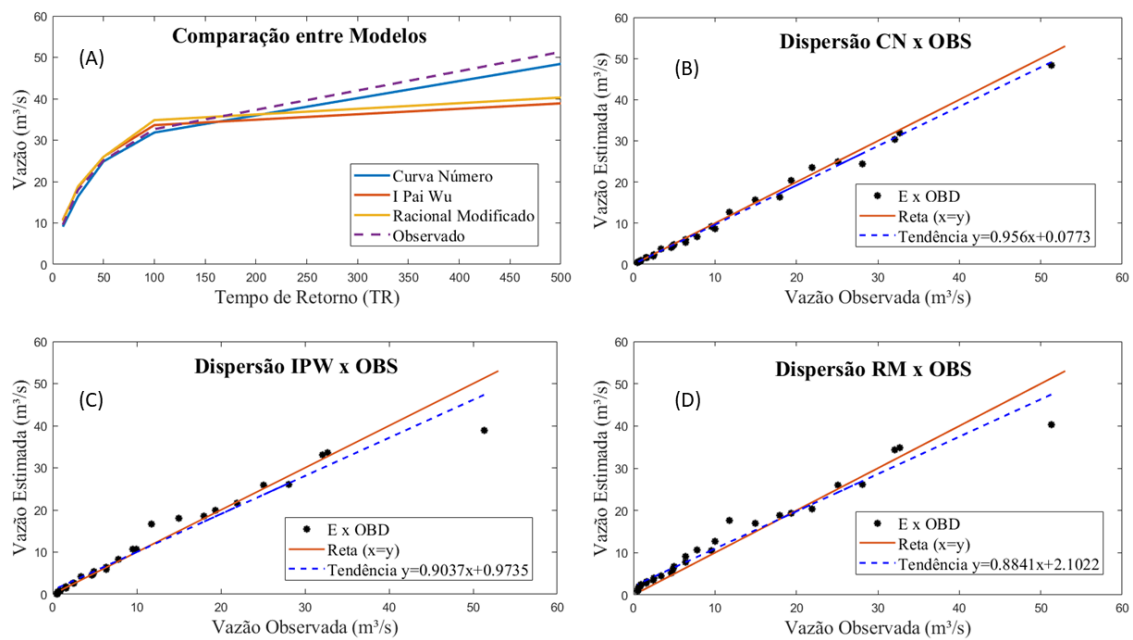 Comparação entre Modelos
(A)
Vazão (m³/s)
60
50
40
30
20
10
0
Curva Número
I Pai Wu
Racional Modificado
Observado
0 50 100 150 200 250 300 350 400 450 500
Tempo de Retorno (TR)
Dispersão CN x OBS
(B)
Vazão Estimada (m³/s)
60
50
40
30
20
10
0
E x OBD
Reta (x=y)
Tendência y=0.956x+0.0773
0 10 20 30 40 50 60
Vazão Observada (m³/s)
Dispersão IPW x OBS
(C)
Vazão Estimada (m³/s)
60
50
40
30
20
10
0
E x OBD
Reta (x=y)
Tendência y=0.9037x+0.9735
0 10 20 30 40 50 60
Vazão Observada (m³/s)
Dispersão RM x OBS
(D)
Vazão Estimada (m³/s)
60
50
40
30
20
10
0
E x OBD
Reta (x=y)
Tendência y=0.8841x+2.1022
0 10 20 30 40 50 60
Vazão Observada (m³/s)